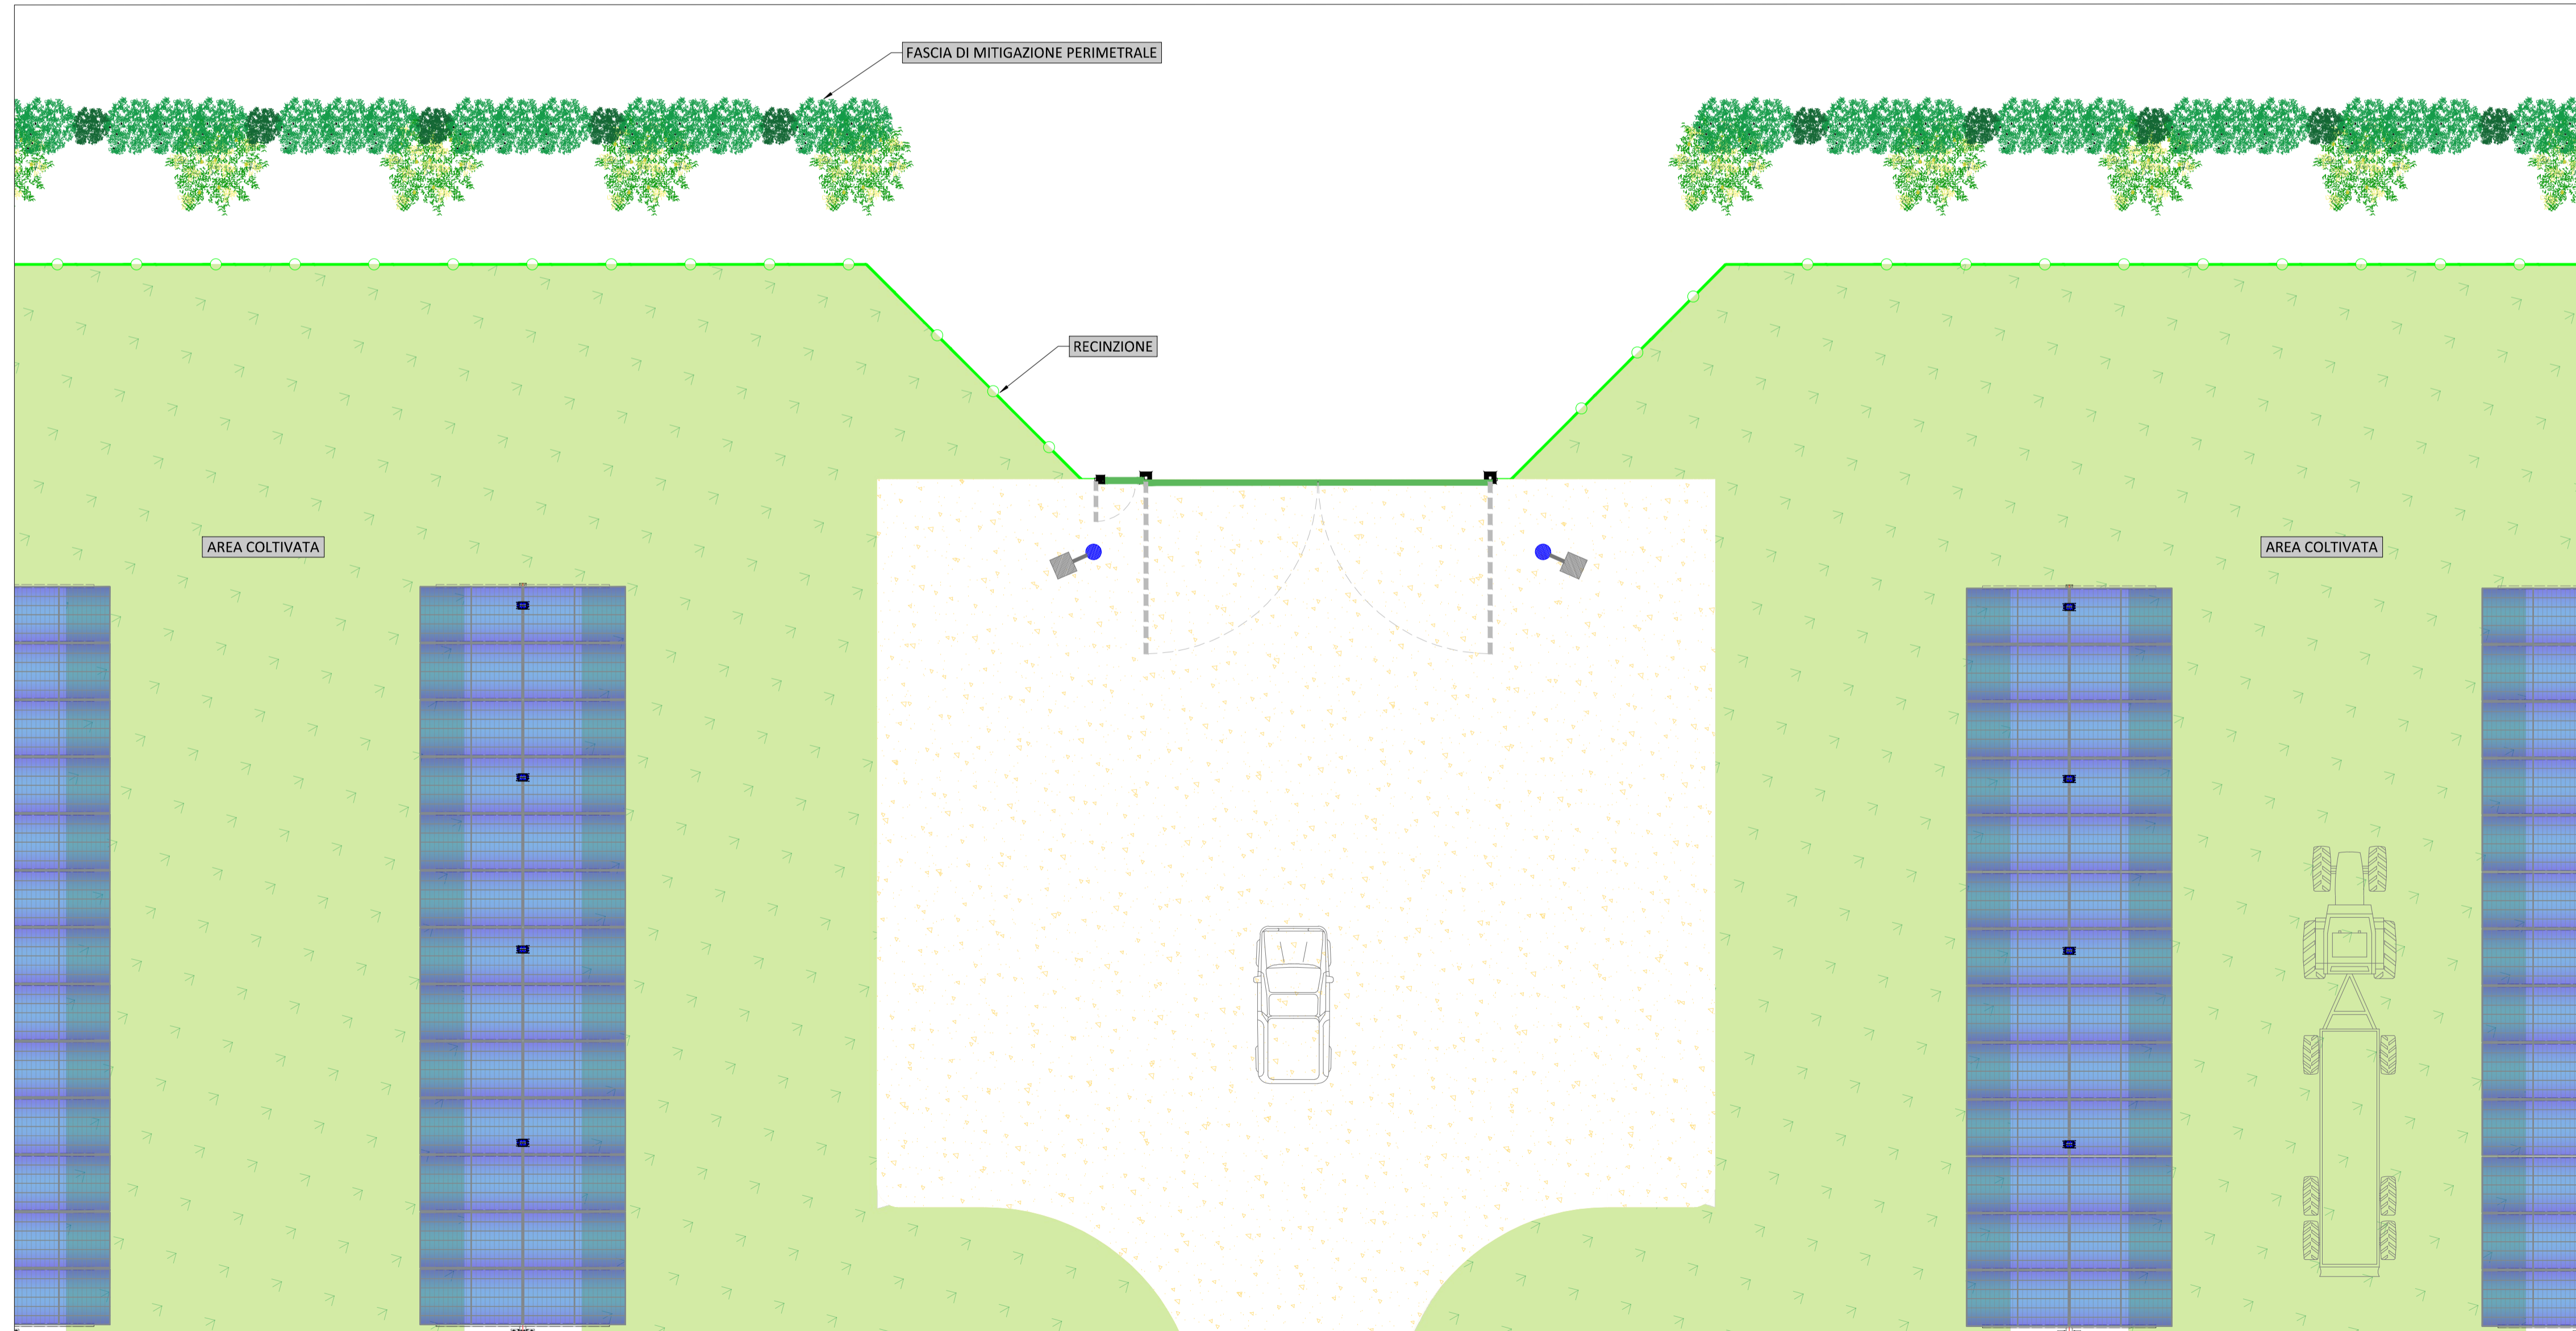 FASCIA DI MITIGAZIONE PERIMETRALE
RECINZIONE
AREA COLTIVATA
AREA COLTIVATA